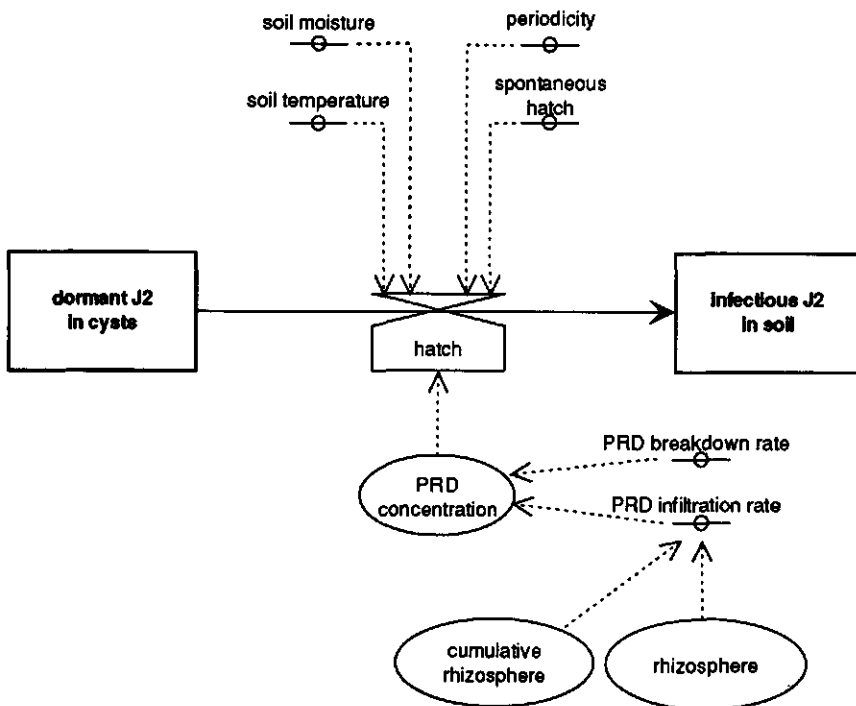 soil moisture
periodicity
soil temperature
spontaneous
hatch
dormant J2
in cysts
infectious J2
in soil
hatch
PRD breakdown rate
PRD
concentration
PRD infiltration rate
cumulative
rhizosphere
rhizosphere